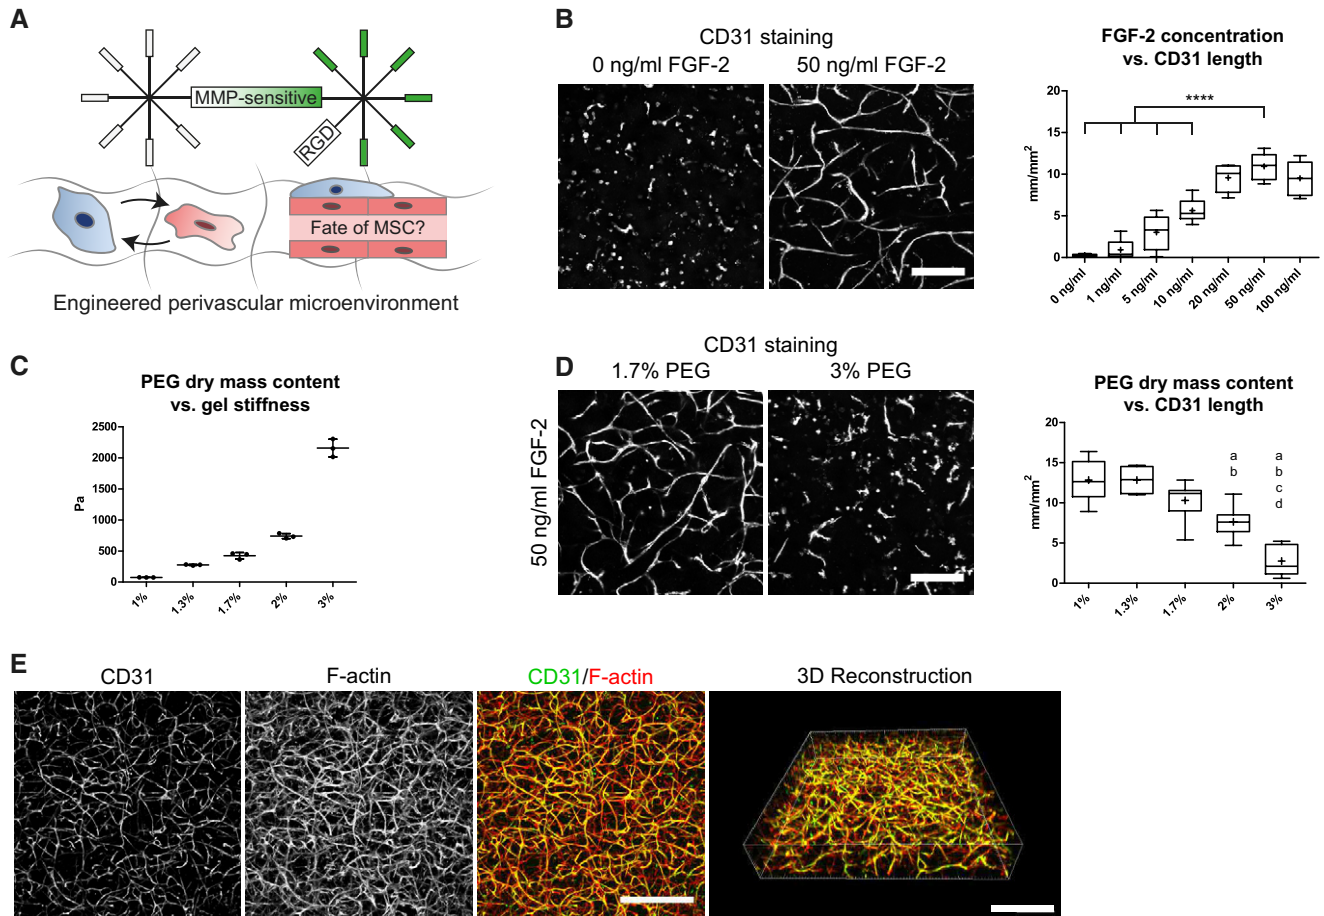 A
MMP-sensitive
RGD
Fate of MSC?
Engineered perivascular microenvironment
B
CD31 staining
0 ng/ml FGF-2
50 ng/ml FGF-2
FGF-2 concentration
vs. CD31 length
****
mm/mm²
20
15
10
5
0
0 ng/ml
1 ng/ml
5 ng/ml
10 ng/ml
20 ng/ml
50 ng/ml
100 ng/ml
C
PEG dry mass content
vs. gel stiffness
Pa
2500
2000
1500
1000
500
0
1%
1.3%
1.7%
2%
3%
D
CD31 staining
1.7% PEG
3% PEG
50 ng/ml FGF-2
PEG dry mass content
vs. CD31 length
mm/mm²
20
15
10
5
0
a
b
a
b
c
d
1%
1.3%
1.7%
2%
3%
E
CD31
F-actin
CD31/F-actin
3D Reconstruction